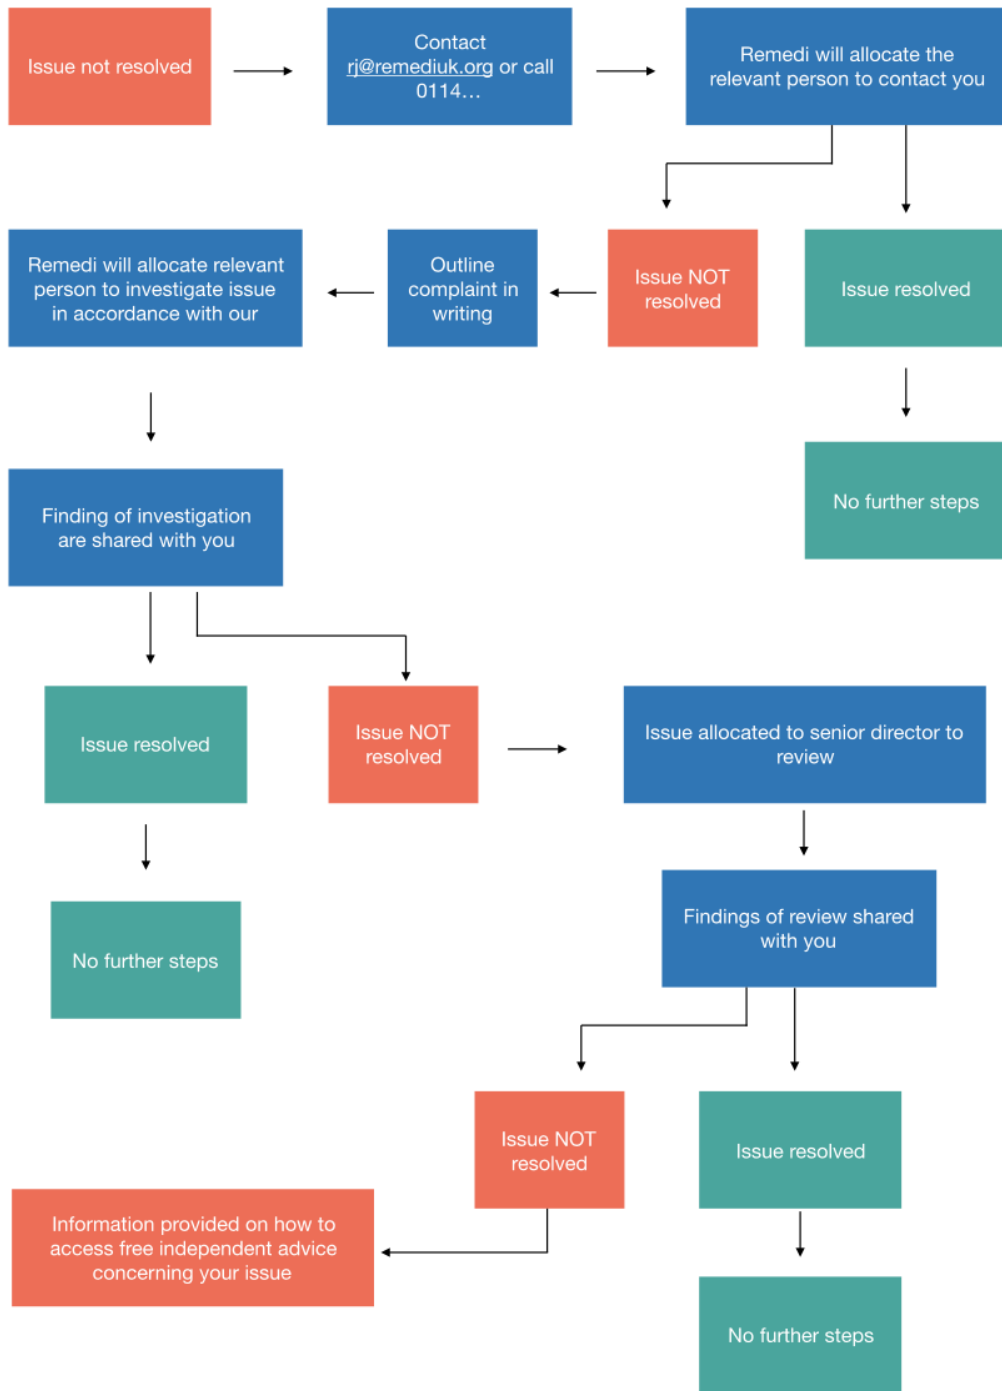 Issue not resolved
Contact
rj@remediuk.org or call
0114...
Remedi will allocate the
relevant person to contact you
Remedi will allocate relevant
person to investigate issue
in accordance with our
Outline
complaint in
writing
Issue NOT
resolved
Issue resolved
No further steps
Finding of investigation
are shared with you
Issue resolved
Issue NOT
resolved
Issue allocated to senior director to
review
No further steps
Findings of review shared
with you
Issue NOT
resolved
Issue resolved
Information provided on how to
access free independent advice
concerning your issue
No further steps